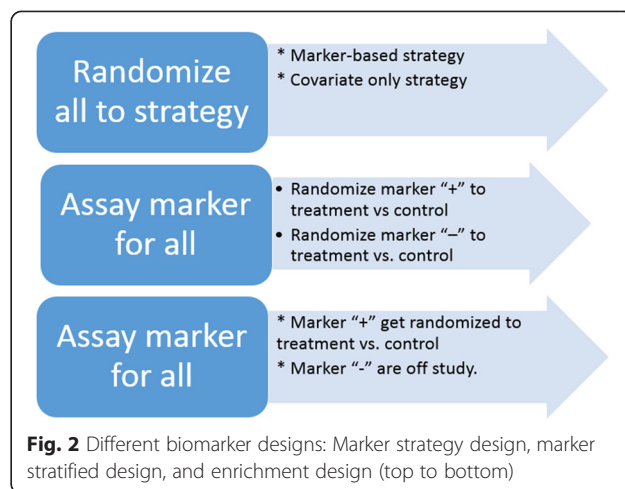 Randomize
all to strategy
* Marker-based strategy
* Covariate only strategy
Assay marker
for all
• Randomize marker “+” to
treatment vs control
• Randomize marker “–” to
treatment vs. control
Assay marker
for all
* Marker “+” get randomized to
treatment vs. control
* Marker “-” are off study.
Fig. 2 Different biomarker designs: Marker strategy design, marker
stratified design, and enrichment design (top to bottom)